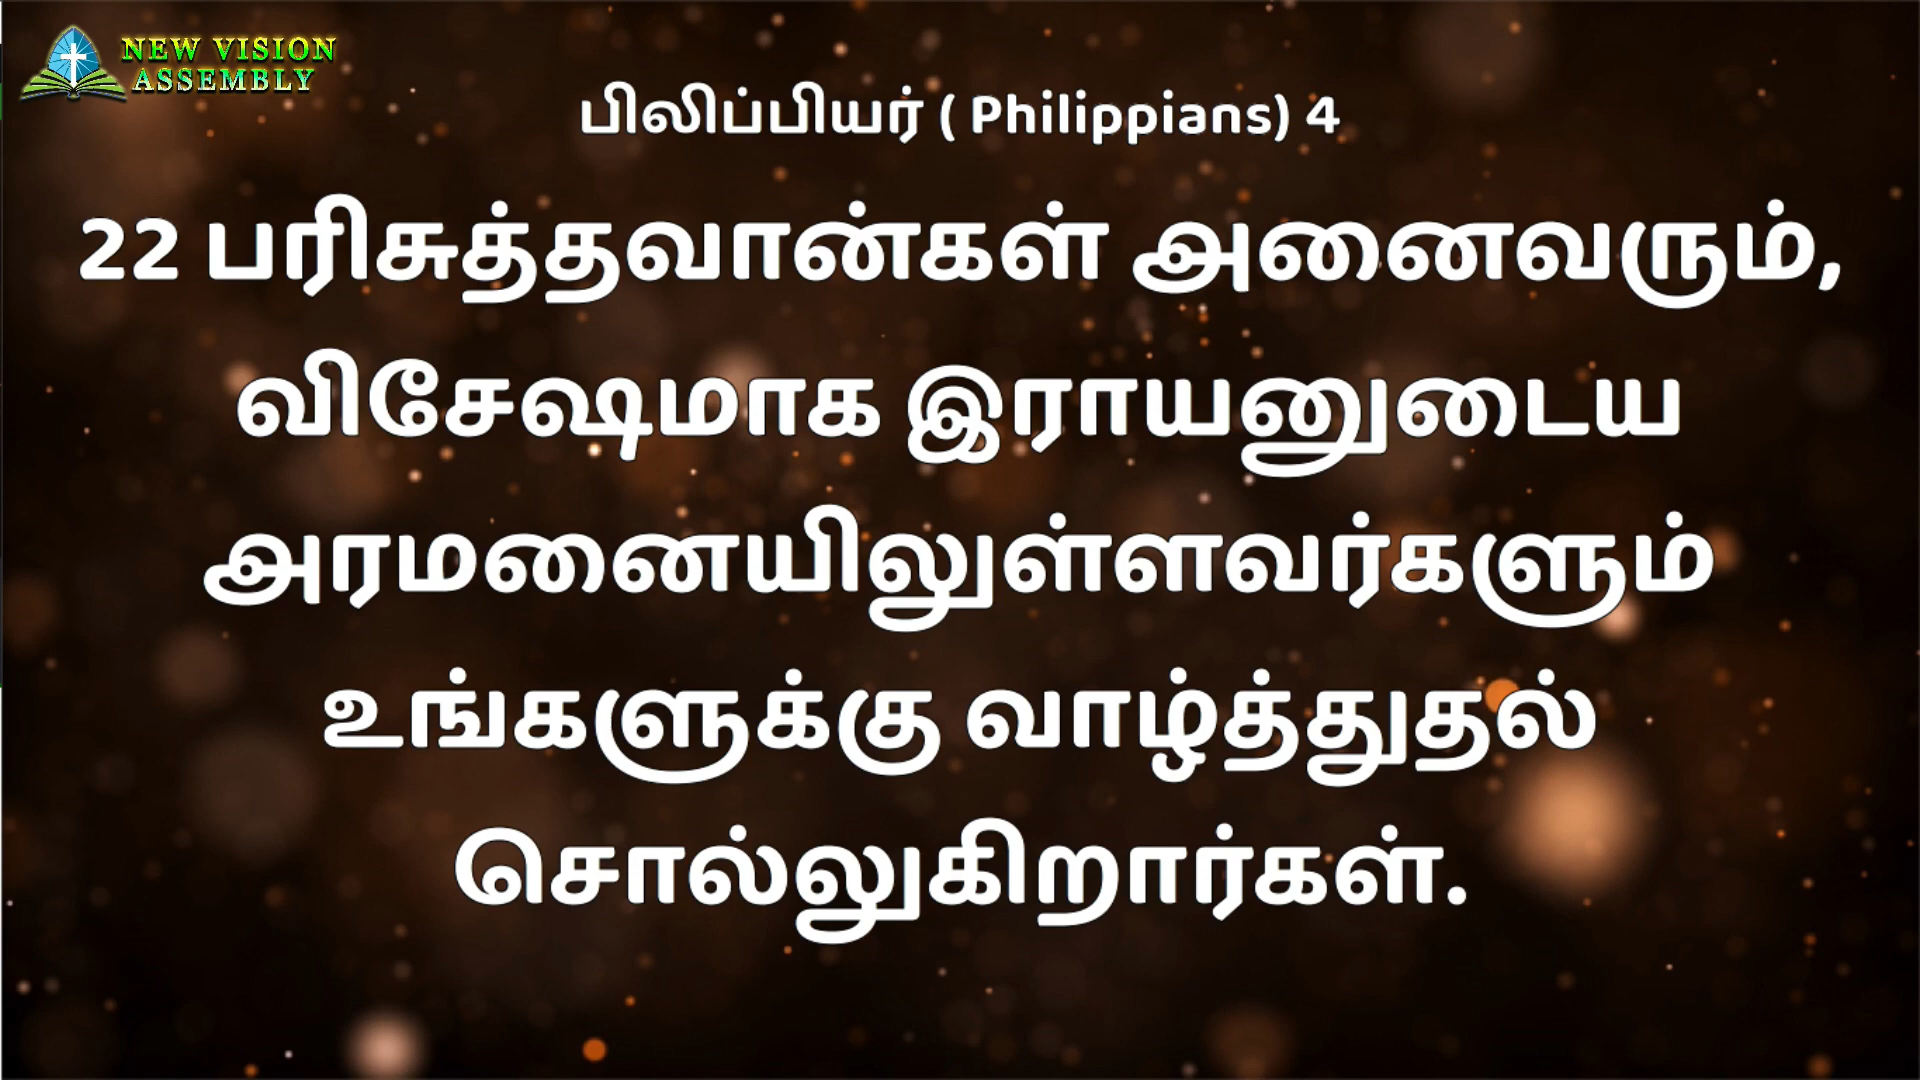 NEW VISION
ASSEMBLY
பிலிப்பியர் ( Philippians) 4
22 பரிசுத்தவான்கள் அனைவரும்,
விசேஷமாக இராயனுடைய
அரமனையிலுள்ளவர்களும்
உங்களுக்கு வாழ்த்துதல்
சொல்லுகிறார்கள்.